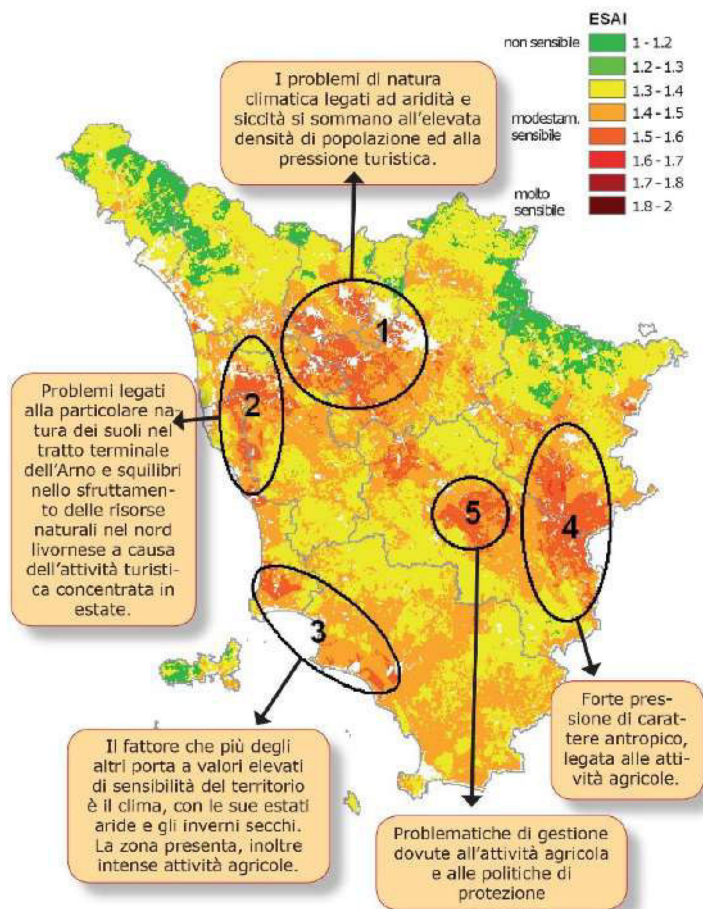 ESAI
non sensibile
1 - 1.2
1.2 - 1.3
1.3 - 1.4
modestam.
sensibile
1.4 - 1.5
1.5 - 1.6
1.6 - 1.7
molto
sensibile
1.7 - 1.8
1.8 - 2
I problemi di natura
climatica legati ad aridità e
siccità si sommano all'elevata
densità di popolazione ed alla
pressione turistica.
1
Problemi legati
alla particolare na-
tura dei suoli nel
tratto terminale
dell'Arno e squilibri
nello sfruttamen-
to delle risorse
naturali nel nord
livornese a causa
dell'attività turisti-
ca concentrata in
estate.
2
5
4
3
Il fattore che più degli
altri porta a valori elevati
di sensibilità del territorio
è il clima, con le sue estati
aride e gli inverni secchi.
La zona presenta, inoltre
intense attività agricole.
Problematiche di gestione
dovute all'attività agricola
e alle politiche di
protezione
Forte pres-
sione di carat-
tere antropico,
legata alle atti-
vità agricole.